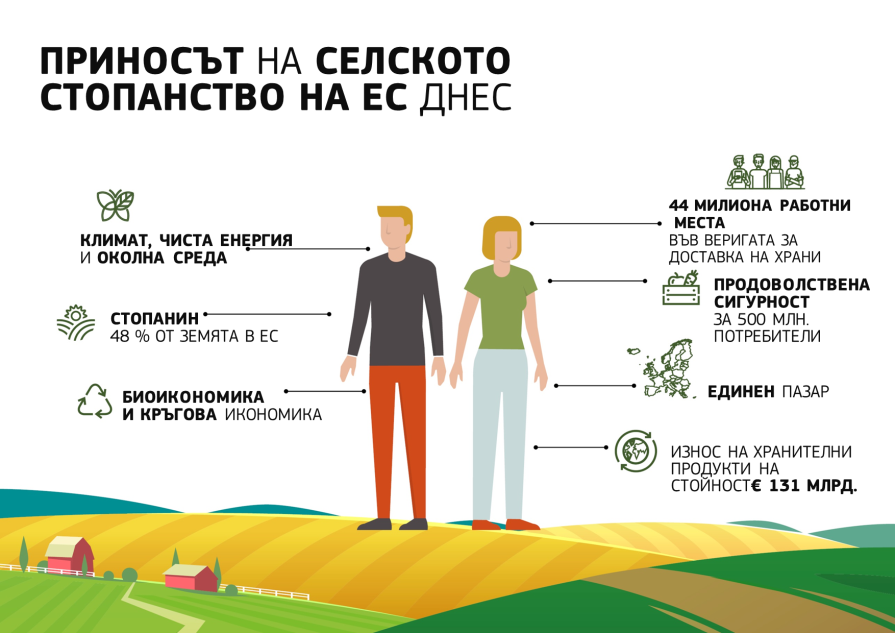 ПРИНОСЪТ НА СЕЛСКОТО
СТОПАНСТВО НА ЕС ДНЕС
КЛИМАТ, ЧИСТА ЕНЕРГИЯ
И ОКОЛНА СРЕДА
СТОПАНИН
48 % ОТ ЗЕМЯТА В ЕС
БИОИКОНОМИКА
И КРЪГОВА ИКОНОМИКА
44 МИЛИОНА РАБОТНИ
МЕСТА
ВЪВ ВЕРИГАТА ЗА
ДОСТАВКА НА ХРАНИ
ПРОДОВОЛСТВЕНА
СИГУРНОСТ
ЗА 500 МЛН.
ПОТРЕБИТЕЛИ
ЕДИНЕН ПАЗАР
ИЗНОС НА ХРАНИТЕЛНИ
ПРОДУКТИ НА
СТОЙНОСТ€ 131 МЛРД.